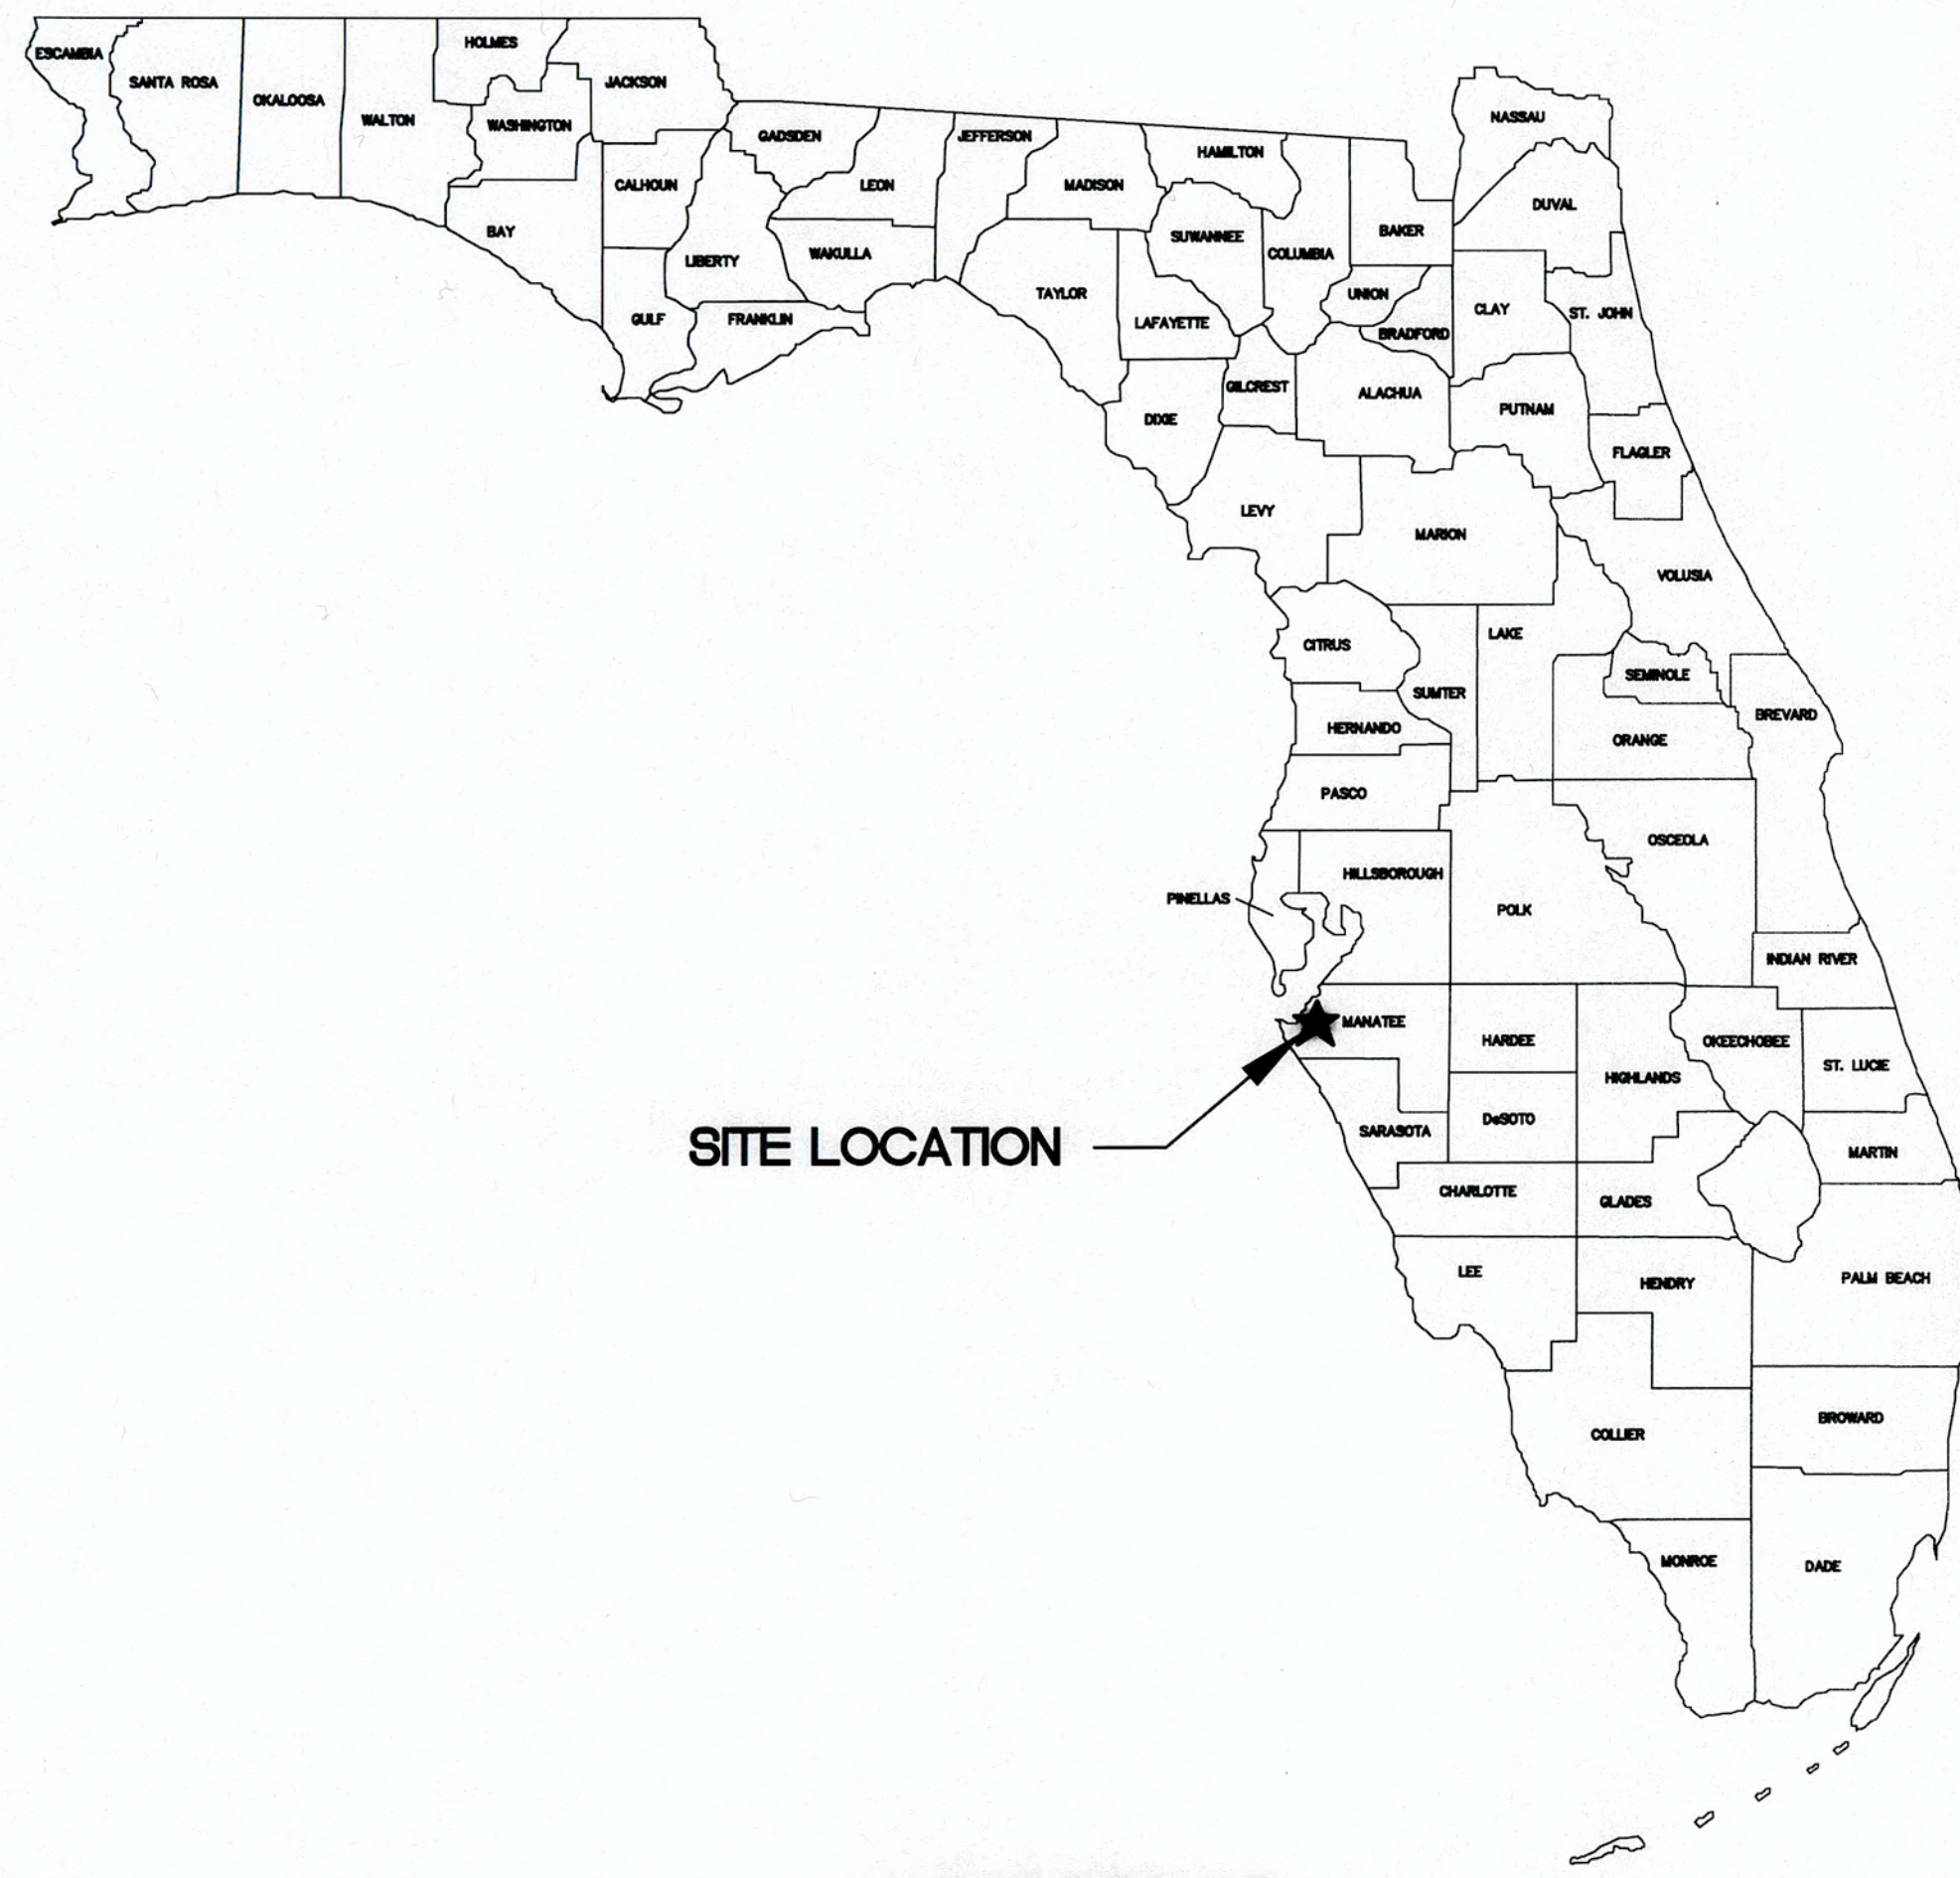 ESCAMBIA
SANTA ROSA
OKALOOSA
WALTON
HOLMES
WASHINGTON
JACKSON
BAY
CALHOUN
GULF
LIBERTY
GADSDEN
FRANKLIN
LEON
WAKULLA
JEFFERSON
MADISON
TAYLOR
HAMILTON
SUWANNEE
LAFAYETTE
DIXIE
COLUMBIA
GILCREST
BAKER
UNION
BRADFORD
ALACHUA
NASSAU
DUVAL
CLAY
ST. JOHN
PUTNAM
FLAGLER
LEVY
MARION
VOLUSIA
CITRUS
SUMTER
LAKE
SEMINOLE
HERNANDO
ORANGE
BREVARD
PASCO
OSCEOLA
PINELLAS
HILLSBOROUGH
POLK
INDIAN RIVER
MANATEE
HARDEE
HIGHLANDS
OKEECHOBEE
ST. LUCIE
SITE LOCATION
SARASOTA
DeSOTO
MARTIN
CHARLOTTE
GLADES
LEE
HENDRY
PALM BEACH
COLLIER
BROWARD
MONROE
DADE